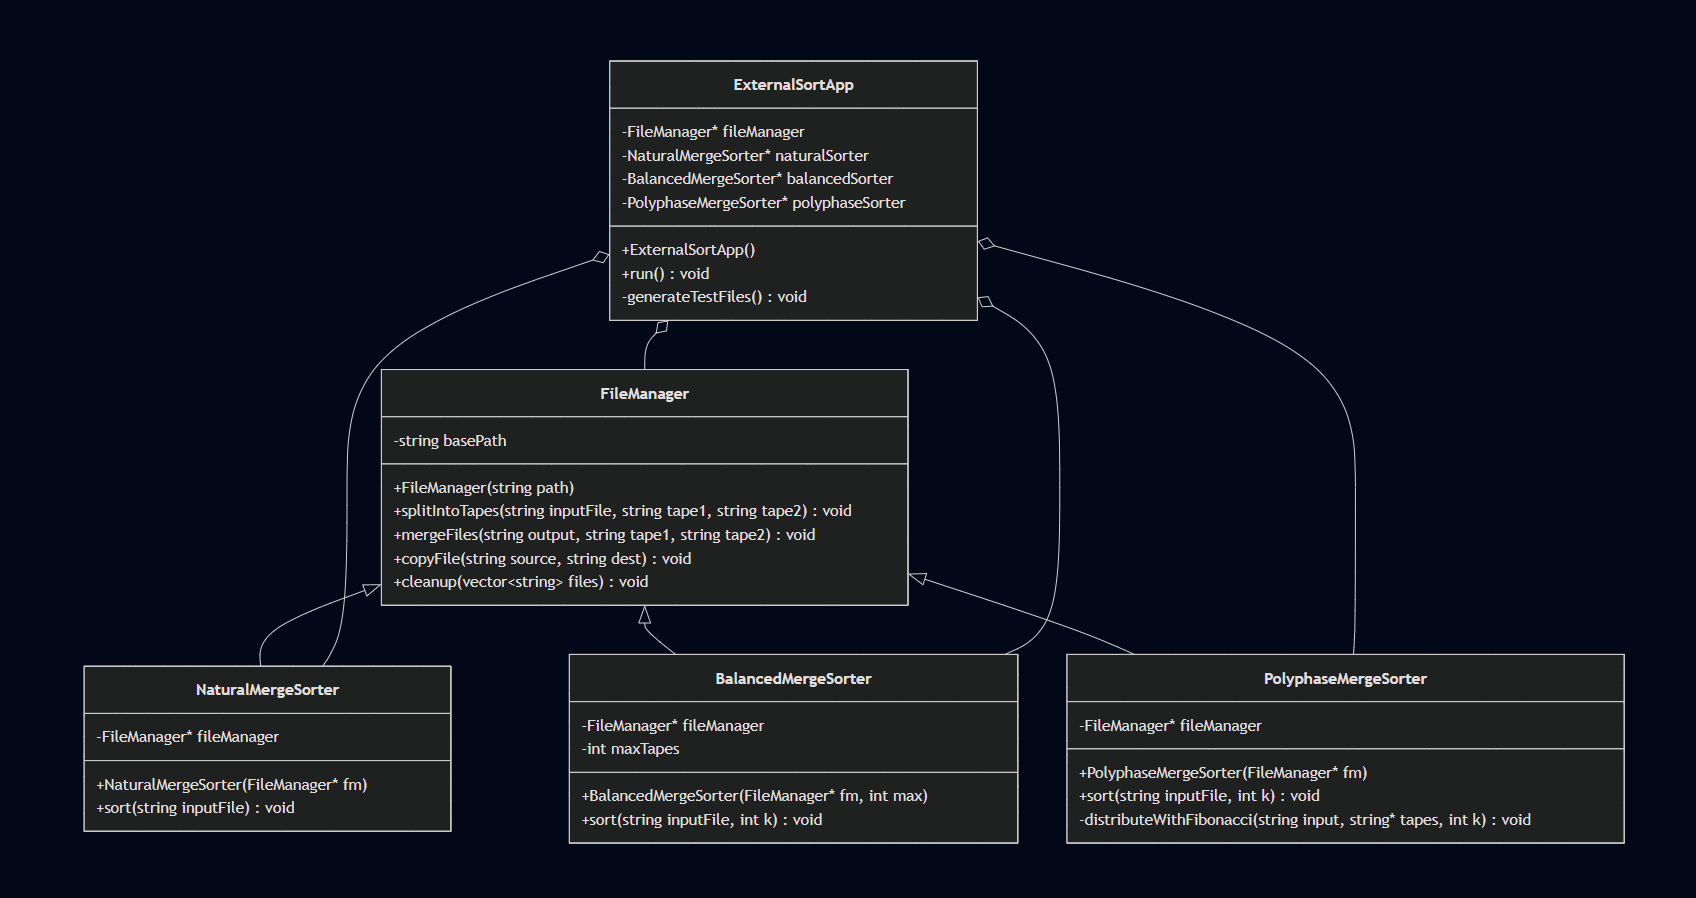 ExternalSortApp
-FileManager* fileManager
-NaturalMergeSorter* naturalSorter
-BalancedMergeSorter* balancedSorter
-PolyphaseMergeSorter* polyphaseSorter
+ExternalSortApp()
+run() : void
-generateTestFiles() : void
FileManager
-string basePath
+FileManager(string path)
+splitIntoTapes(string inputFile, string tape1, string tape2) : void
+mergeFiles(string output, string tape1, string tape2) : void
+copyFile(string source, string dest) : void
+cleanup(vector<string> files) : void
NaturalMergeSorter
-FileManager* fileManager
+NaturalMergeSorter(FileManager* fm)
+sort(string inputFile) : void
BalancedMergeSorter
-FileManager* fileManager
-int maxTapes
+BalancedMergeSorter(FileManager* fm, int max)
+sort(string inputFile, int k) : void
PolyphaseMergeSorter
-FileManager* fileManager
+PolyphaseMergeSorter(FileManager* fm)
+sort(string inputFile, int k) : void
-distributeWithFibonacci(string input, string* tapes, int k) : void